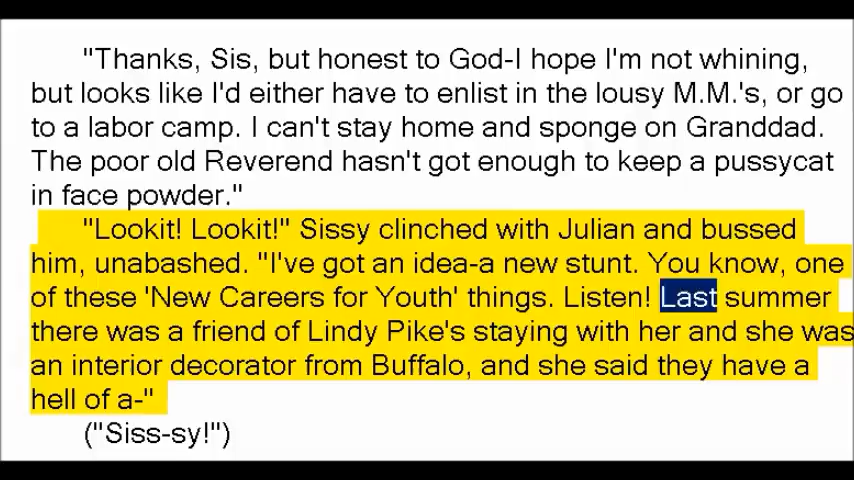 "Thanks, Sis, but honest to God-I hope I'm not whining,
but looks like I'd either have to enlist in the lousy M.M.'s, or go
to a labor camp. I can't stay home and sponge on Granddad.
The poor old Reverend hasn't got enough to keep a pussycat
in face powder."
"Lookit! Lookit!" Sissy clinched with Julian and bussed
him, unabashed. "I've got an idea-a new stunt. You know, one
of these 'New Careers for Youth' things. Listen! Last summer
there was a friend of Lindy Pike's staying with her and she was
an interior decorator from Buffalo, and she said they have a
hell of a-"
("Siss-sy!")